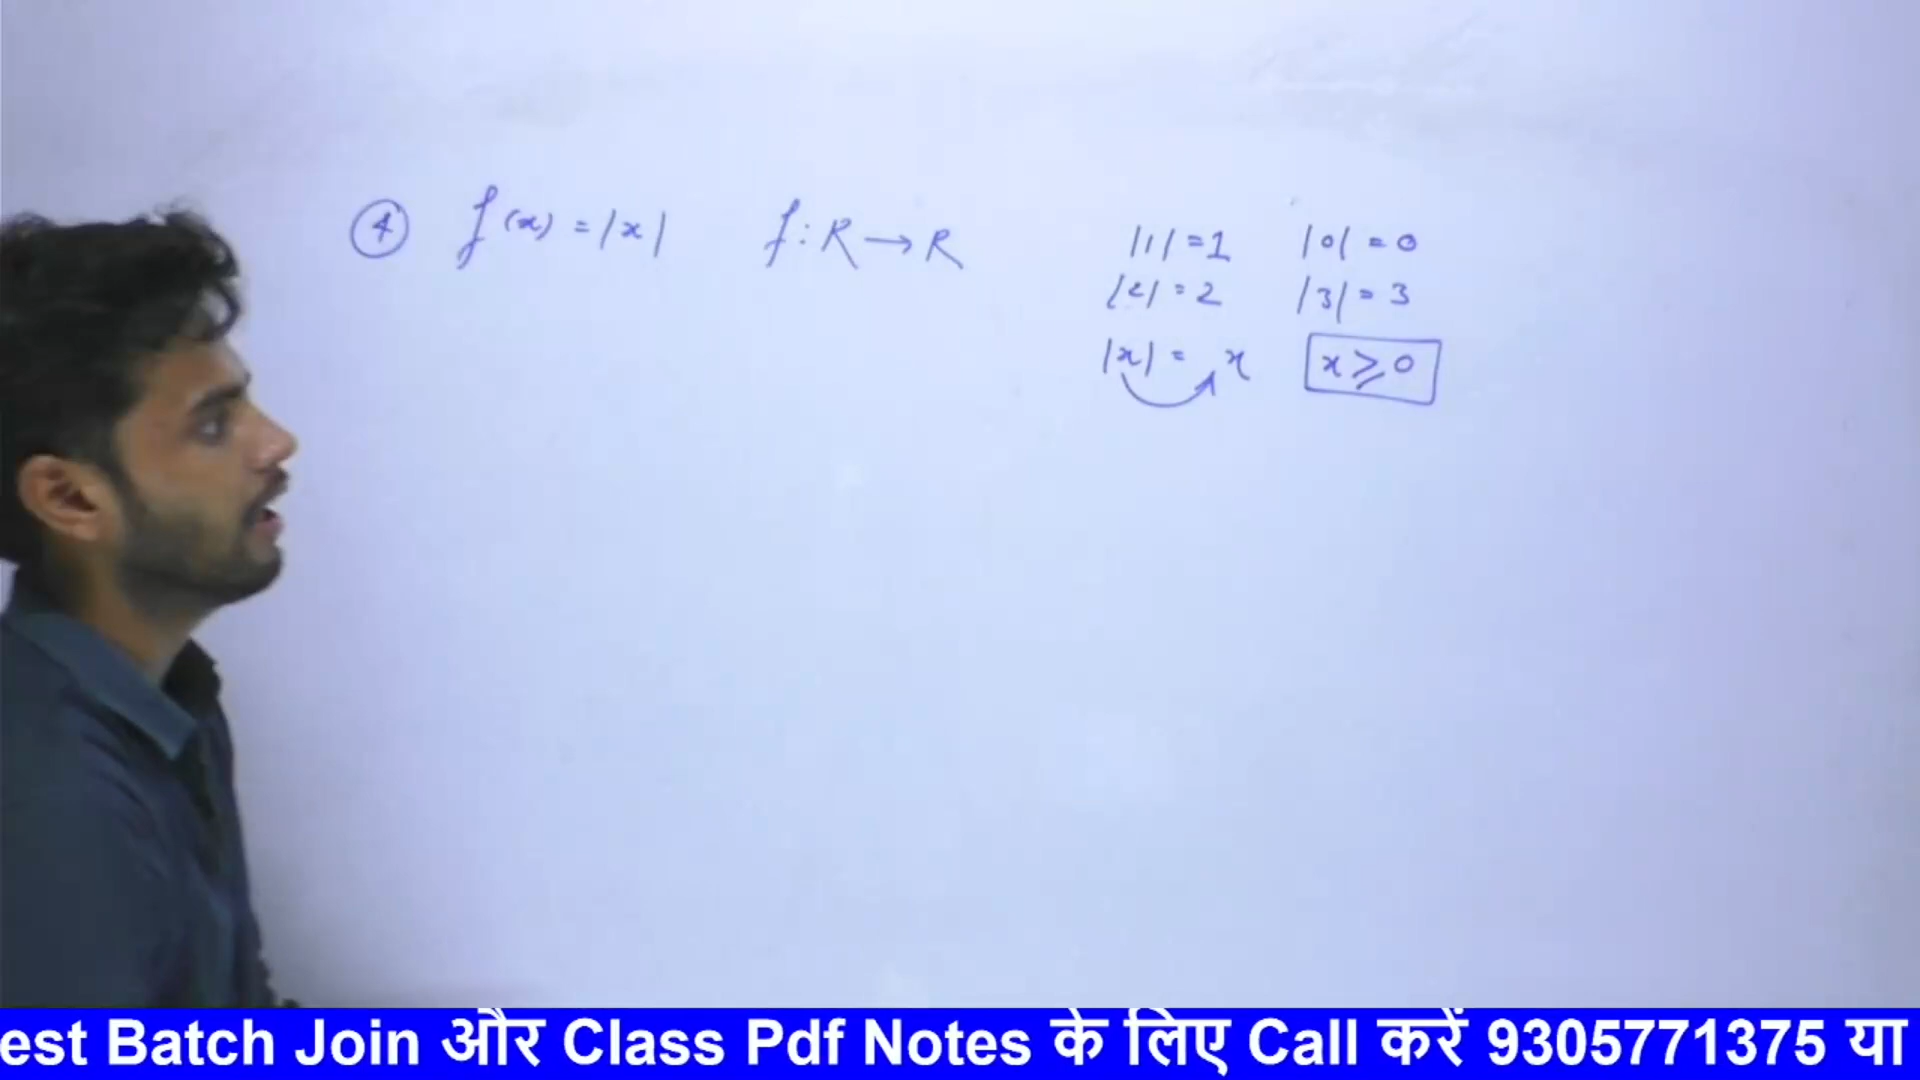 ④ f(x) = |x| f : R → R |1| = 1 |0| = 0
|2| = 2 |3| = 3
|x| = x x ⩾ 0
est Batch Join और Class Pdf Notes के लिए Call करें 9305771375 या